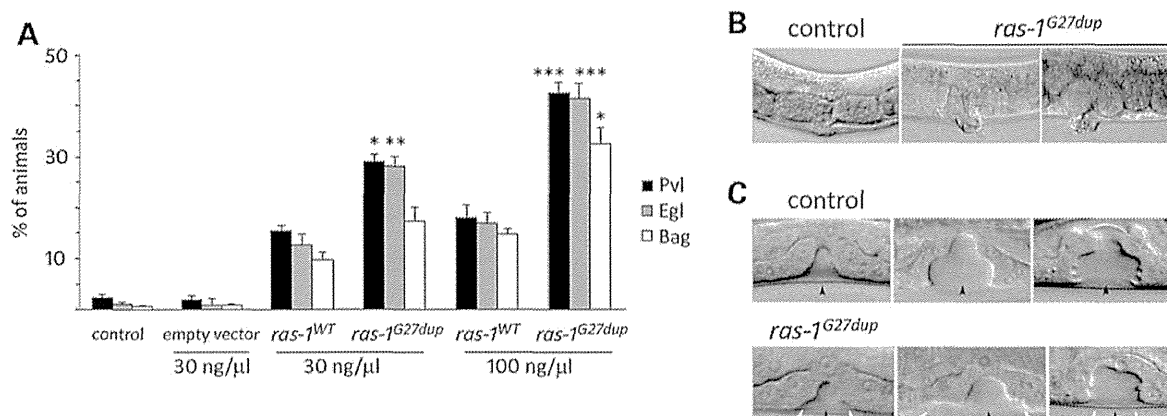 A
50
30
10
% of animals
*** ***
*
* **
Pvl
Egl
Bag
control
empty vector
ras-1WT
ras-1G27dup
ras-1WT
ras-1G27dup
30 ng/μl
30 ng/μl
100 ng/μl
B
control
ras-1G27dup
C
control
ras-1G27dup